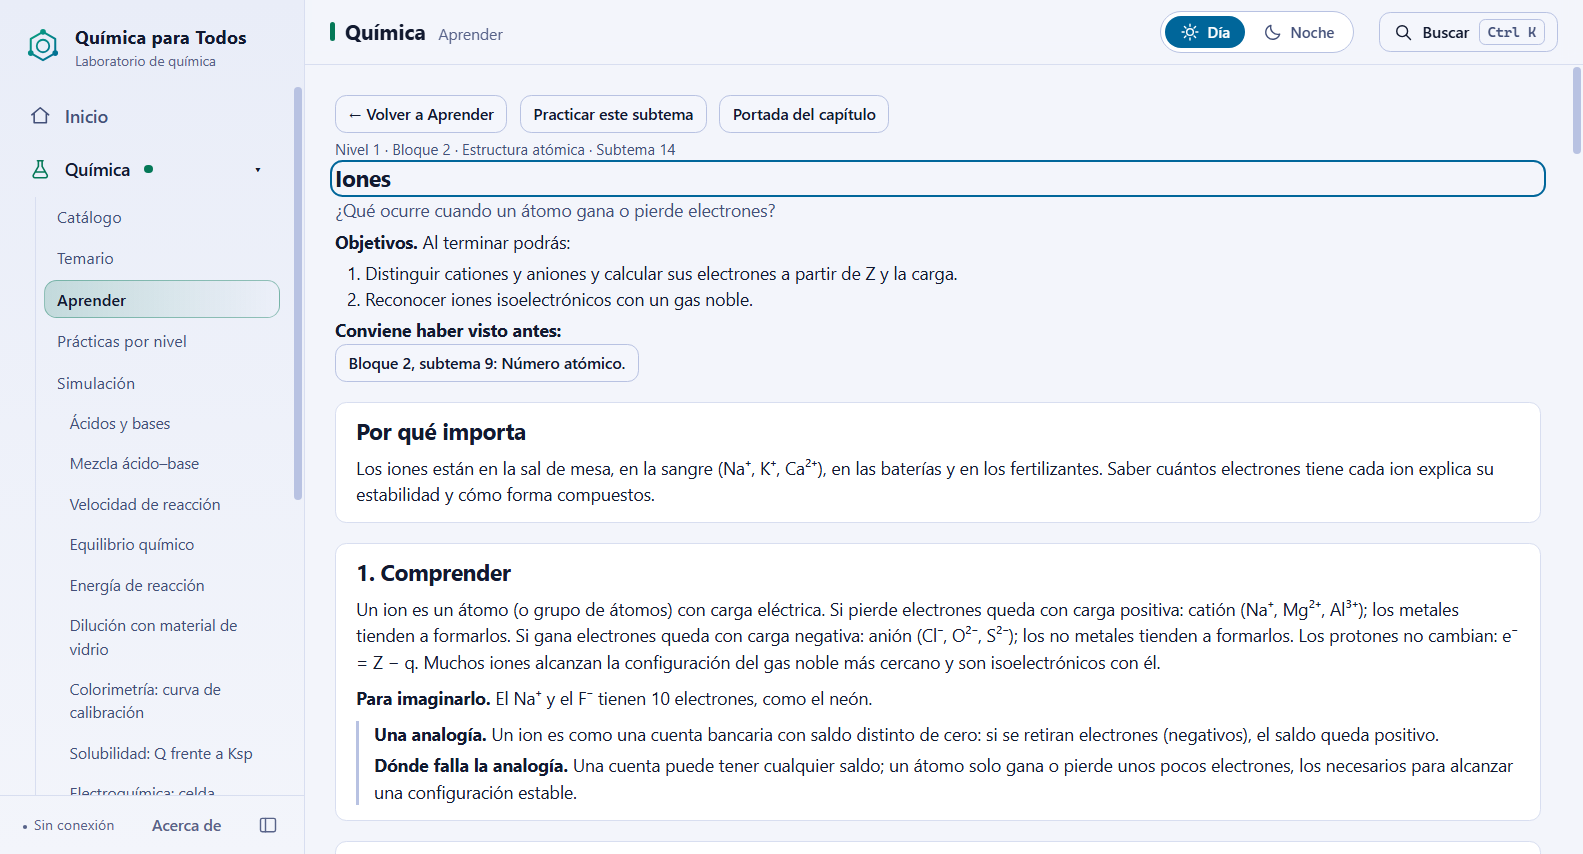 Química para Todos
Laboratorio de química
Inicio
Química
Catálogo
Temario
Aprender
Prácticas por nivel
Simulación
Ácidos y bases
Mezcla ácido–base
Velocidad de reacción
Equilibrio químico
Energía de reacción
Dilución con material de
vidrio
Colorimetría: curva de
calibración
Solubilidad: Q frente a Ksp
Electroquímica: celda
• Sin conexión
Acerca de
Química Aprender
Día
Noche
Buscar Ctrl K
← Volver a Aprender
Practicar este subtema
Portada del capítulo
Nivel 1 · Bloque 2 · Estructura atómica · Subtema 14
Iones
¿Qué ocurre cuando un átomo gana o pierde electrones?
Objetivos. Al terminar podrás:
1. Distinguir cationes y aniones y calcular sus electrones a partir de Z y la carga.
2. Reconocer iones isoelectrónicos con un gas noble.
Conviene haber visto antes:
Bloque 2, subtema 9: Número atómico.
Por qué importa
Los iones están en la sal de mesa, en la sangre (Na⁺, K⁺, Ca²⁺), en las baterías y en los fertilizantes. Saber cuántos electrones tiene cada ion explica su
estabilidad y cómo forma compuestos.
1. Comprender
Un ion es un átomo (o grupo de átomos) con carga eléctrica. Si pierde electrones queda con carga positiva: catión (Na⁺, Mg²⁺, Al³⁺); los metales
tienden a formarlos. Si gana electrones queda con carga negativa: anión (Cl⁻, O²⁻, S²⁻); los no metales tienden a formarlos. Los protones no cambian: e⁻
= Z − q. Muchos iones alcanzan la configuración del gas noble más cercano y son isoelectrónicos con él.
Para imaginarlo. El Na⁺ y el F⁻ tienen 10 electrones, como el neón.
Una analogía. Un ion es como una cuenta bancaria con saldo distinto de cero: si se retiran electrones (negativos), el saldo queda positivo.
Dónde falla la analogía. Una cuenta puede tener cualquier saldo; un átomo solo gana o pierde unos pocos electrones, los necesarios para alcanzar
una configuración estable.